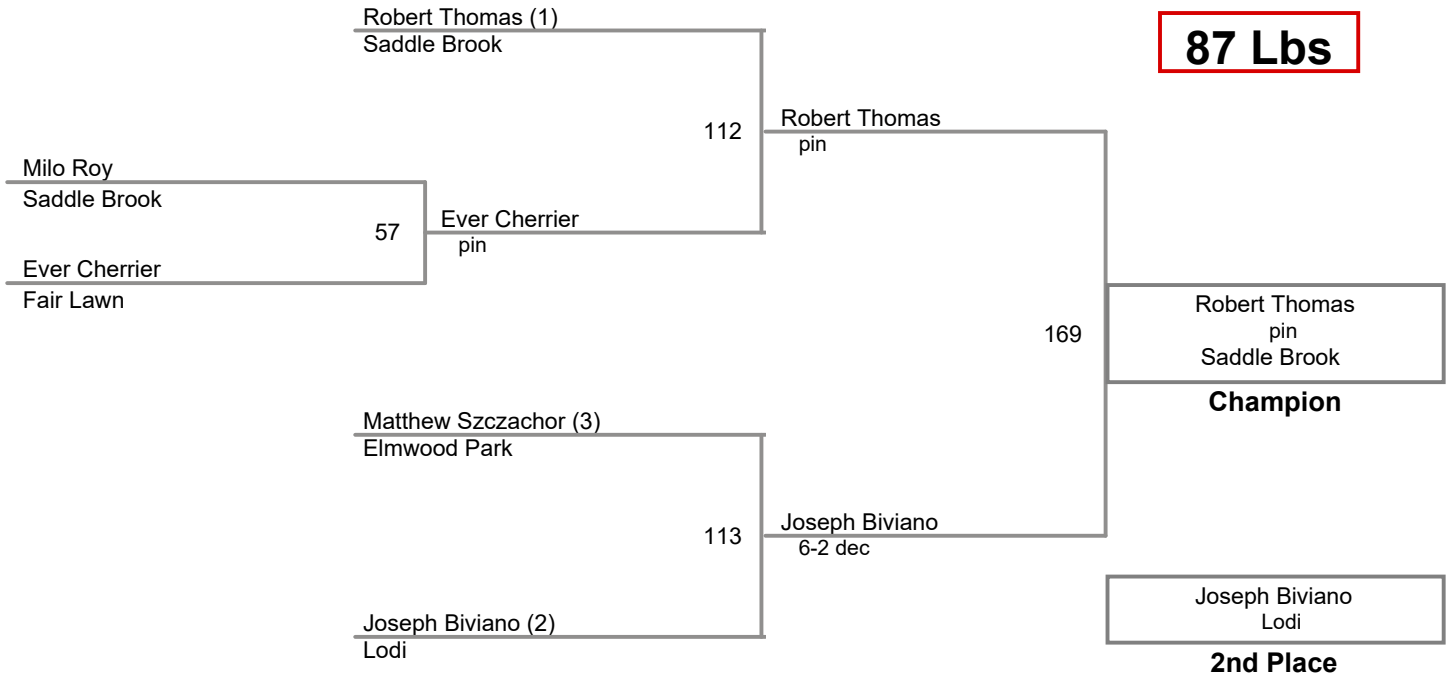 Robert Thomas (1)
Saddle Brook
87 Lbs
112
Robert Thomas
pin
Milo Roy
Saddle Brook
57
Ever Cherrier
pin
Ever Cherrier
Fair Lawn
169
Robert Thomas
pin
Saddle Brook
Champion
Matthew Szczachor (3)
Elmwood Park
113
Joseph Biviano
6-2 dec
Joseph Biviano (2)
Lodi
Joseph Biviano
Lodi
2nd Place